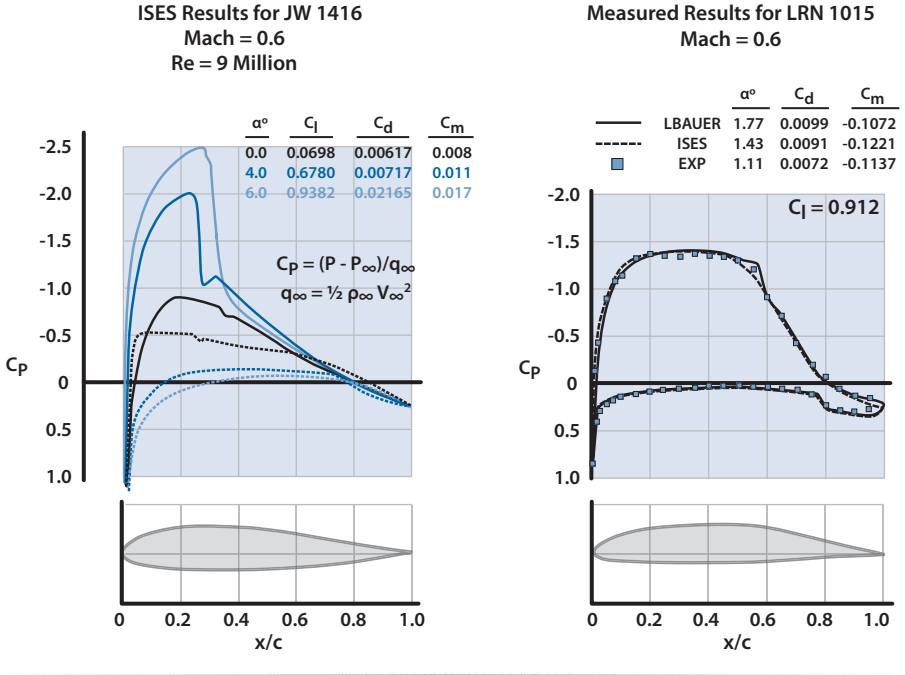 ISES Results for JW 1416
Mach = 0.6
Re = 9 Million
α° Cl Cd Cm
0.0 0.0698 0.00617 0.008
4.0 0.6780 0.00717 0.011
6.0 0.9382 0.02165 0.017
-2.5
-2.0
-1.5
-1.0
-0.5
0
0.5
1.0
CP
CP = (P - P∞)/q∞
q∞ = ½ ρ∞ V∞²
0 0.2 0.4 0.6 0.8 1.0
x/c
Measured Results for LRN 1015
Mach = 0.6
α° Cd Cm
LBAUER 1.77 0.0099 -0.1072
ISES 1.43 0.0091 -0.1221
EXP 1.11 0.0072 -0.1137
Cl = 0.912
-2.0
-1.5
-1.0
-0.5
0
0.5
1.0
CP
0 0.2 0.4 0.6 0.8 1.0
x/c